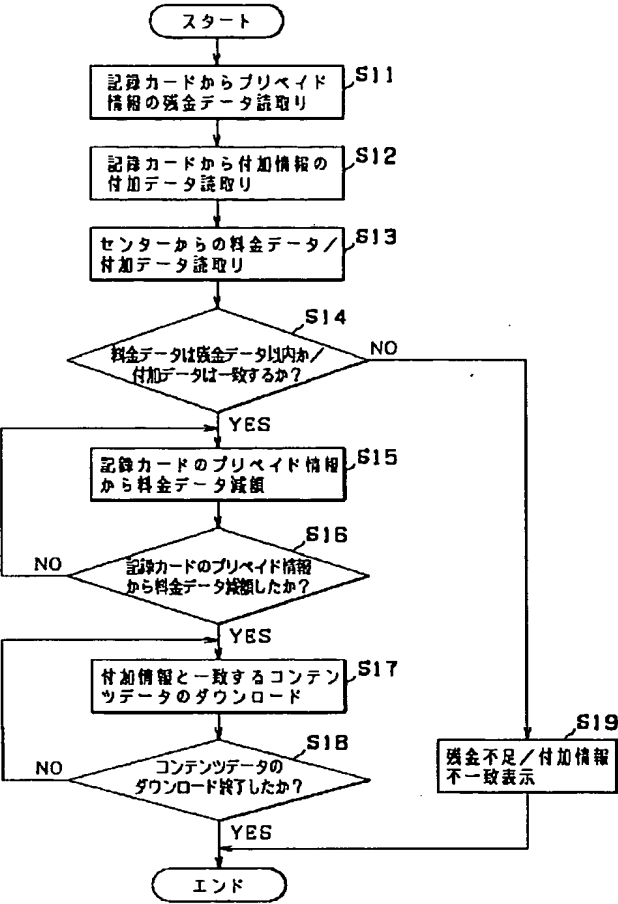 スタート
記録カードからプリペイド
情報の残金データ読取り
S11
記録カードから付加情報の
付加データ読取り
S12
センターからの料金データ/
付加データ読取り
S13
S14
料金データは残金データ以内か/
付加データは一致するか?
NO
YES
記録カードのプリペイド情報
から料金データ減額
S15
S16
記録カードのプリペイド情報
から料金データ減額したか?
NO
YES
付加情報と一致するコンテン
ツデータのダウンロード
S17
S18
コンテンツデータの
ダウンロード終了したか?
NO
YES
S19
残金不足/付加情報
不一致表示
エンド